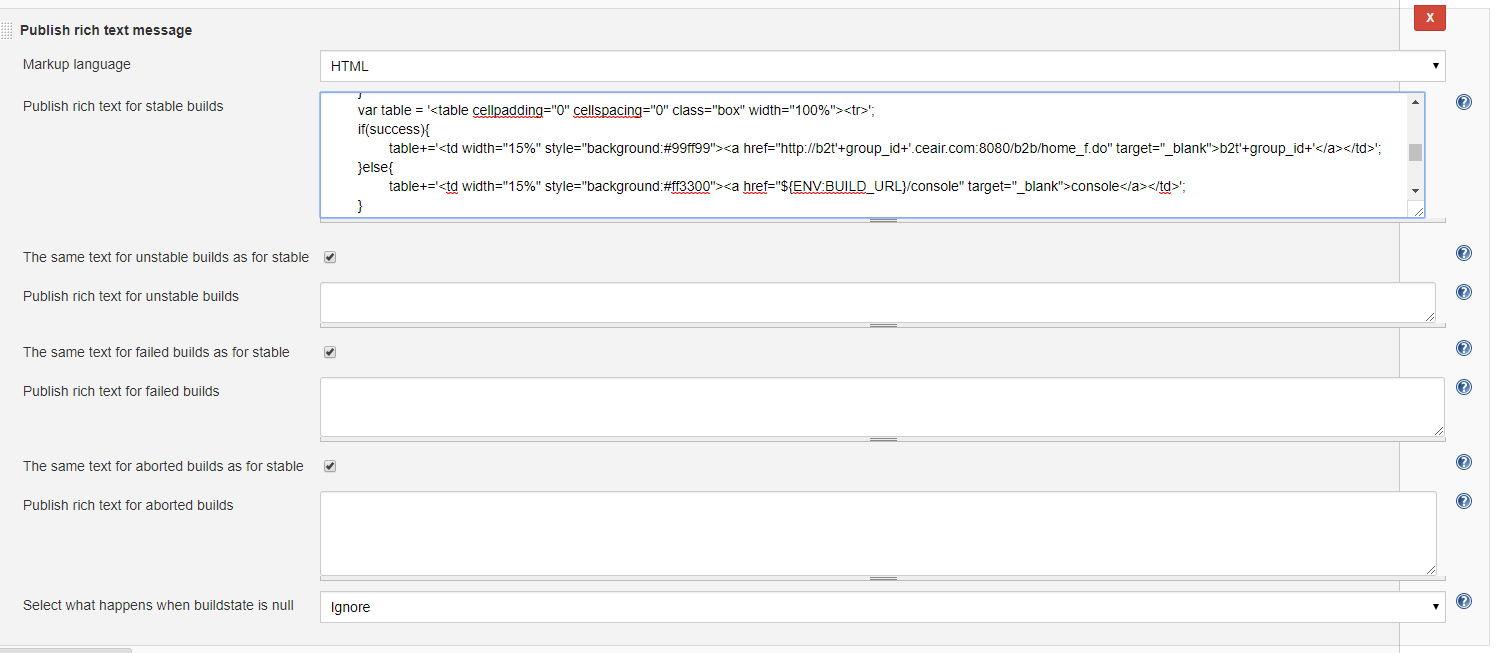 Publish rich text message
X
Markup language
HTML
Publish rich text for stable builds
}
var table = '<table cellpadding="0" cellspacing="0" class="box" width="100%"><tr>';
if(success){
table+='<td width="15%" style="background:#99ff99"><a href="http://b2t'+group_id+'.ceair.com:8080/b2b/home_f.do" target="_blank">b2t'+group_id+'</a></td>';
}else{
table+='<td width="15%" style="background:#ff3300"><a href="${ENV:BUILD_URL}/console" target="_blank">console</a></td>';
}
The same text for unstable builds as for stable
Publish rich text for unstable builds
The same text for failed builds as for stable
Publish rich text for failed builds
The same text for aborted builds as for stable
Publish rich text for aborted builds
Select what happens when buildstate is null
Ignore